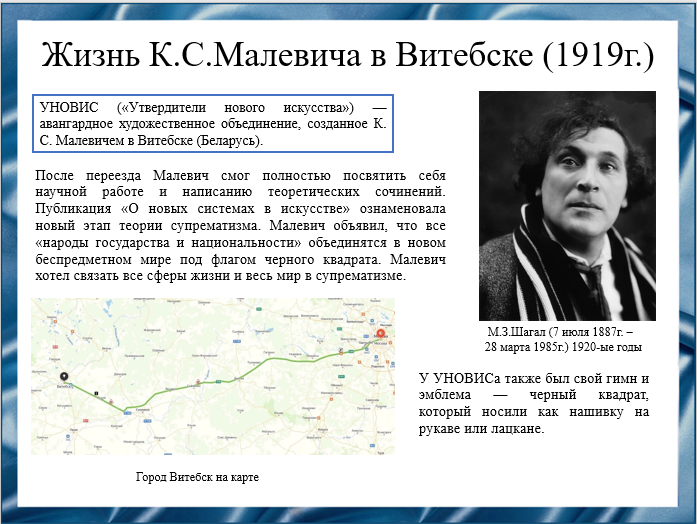 Жизнь К.С.Малевича в Витебске (1919г.)
УНОВИС («Утвердители нового искусства») —
авангардное художественное объединение, созданное К.
С. Малевичем в Витебске (Беларусь).
После переезда Малевич смог полностью посвятить себя
научной работе и написанию теоретических сочинений.
Публикация «О новых системах в искусстве» ознаменовала
новый этап теории супрематизма. Малевич объявил, что все
«народы государства и национальности» объединятся в новом
беспредметном мире под флагом черного квадрата. Малевич
хотел связать все сферы жизни и весь мир в супрематизме.
М.З.Шагал (7 июля 1887г. –
28 марта 1985г.) 1920-ые годы
У УНОВИСа также был свой гимн и
эмблема — черный квадрат,
который носили как нашивку на
рукаве или лацкане.
Город Витебск на карте